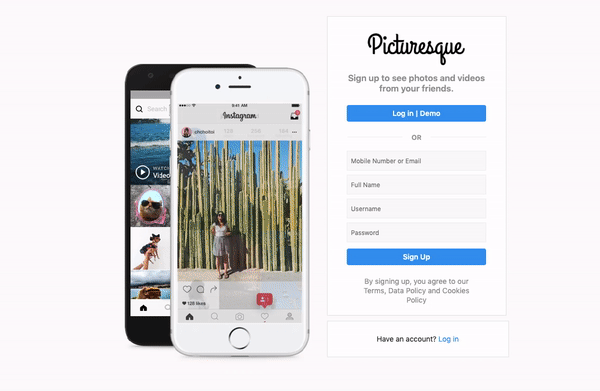 Picturesque
Sign up to see photos and videos
from your friends.
Log in | Demo
OR
Mobile Number or Email
Full Name
Username
Password
Sign Up
By signing up, you agree to our
Terms, Data Policy and Cookies
Policy
Have an account? Log in
Search
WATCH
Video
9:41 AM
Instagram
128 likes